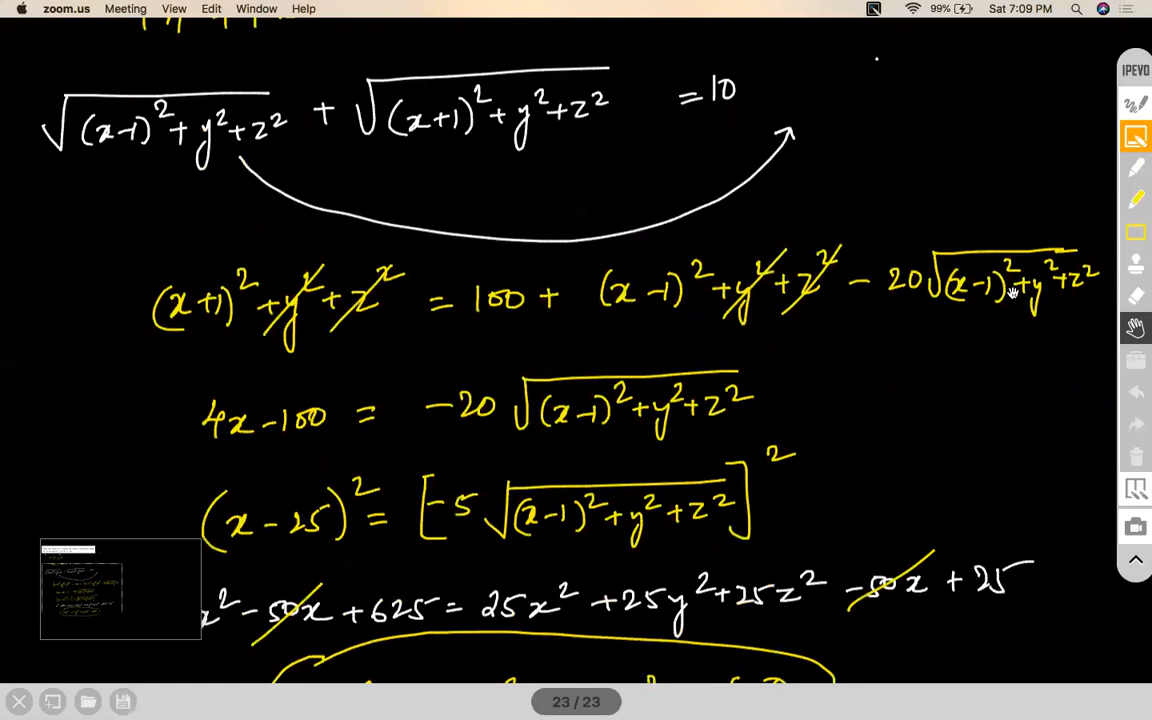 zoom.us Meeting View Edit Window Help 99% Sat 7:09 PM
√(x-1)²+y²+z² + √(x+1)²+y²+z² = 10
IPEVO
(x+1)²+y²+z² = 100 + (x-1)²+y²+z² - 20√(x-1)²+y²+z²
4x-100 = -20√(x-1)²+y²+z²
(x-25)² = [-5√(x-1)²+y²+z²]²
x²-50x+625 = 25x²+25y²+25z²-50x+25
23 / 23